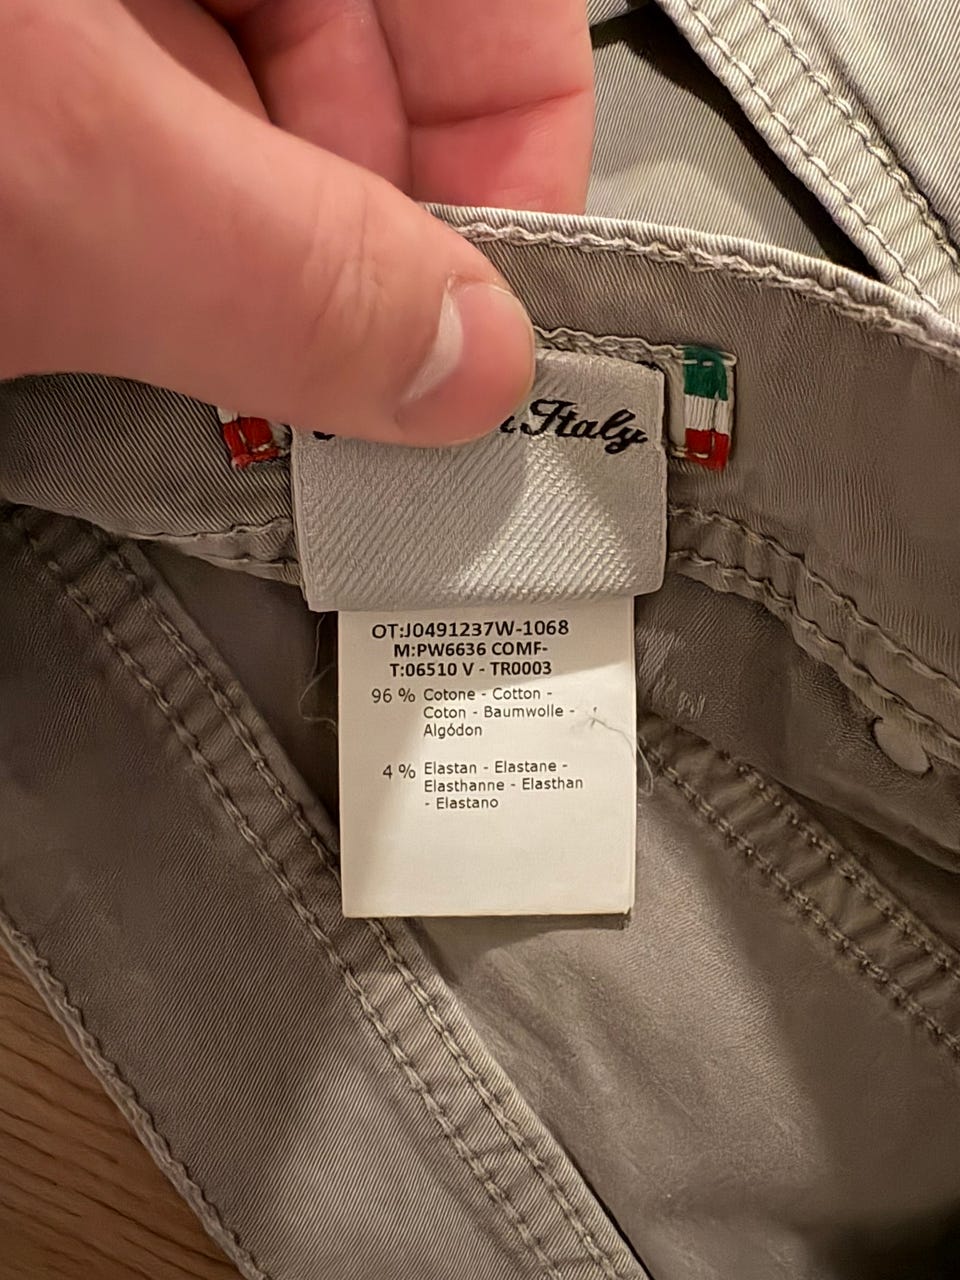 Italy
OT:J0491237W-1068
M:PW6636 COMF-
T:06510 V - TR0003
96 % Cotone - Cotton -
Coton - Baumwolle -
Algódon
4 % Elastan - Elastane -
Elasthanne - Elasthan
- Elastano